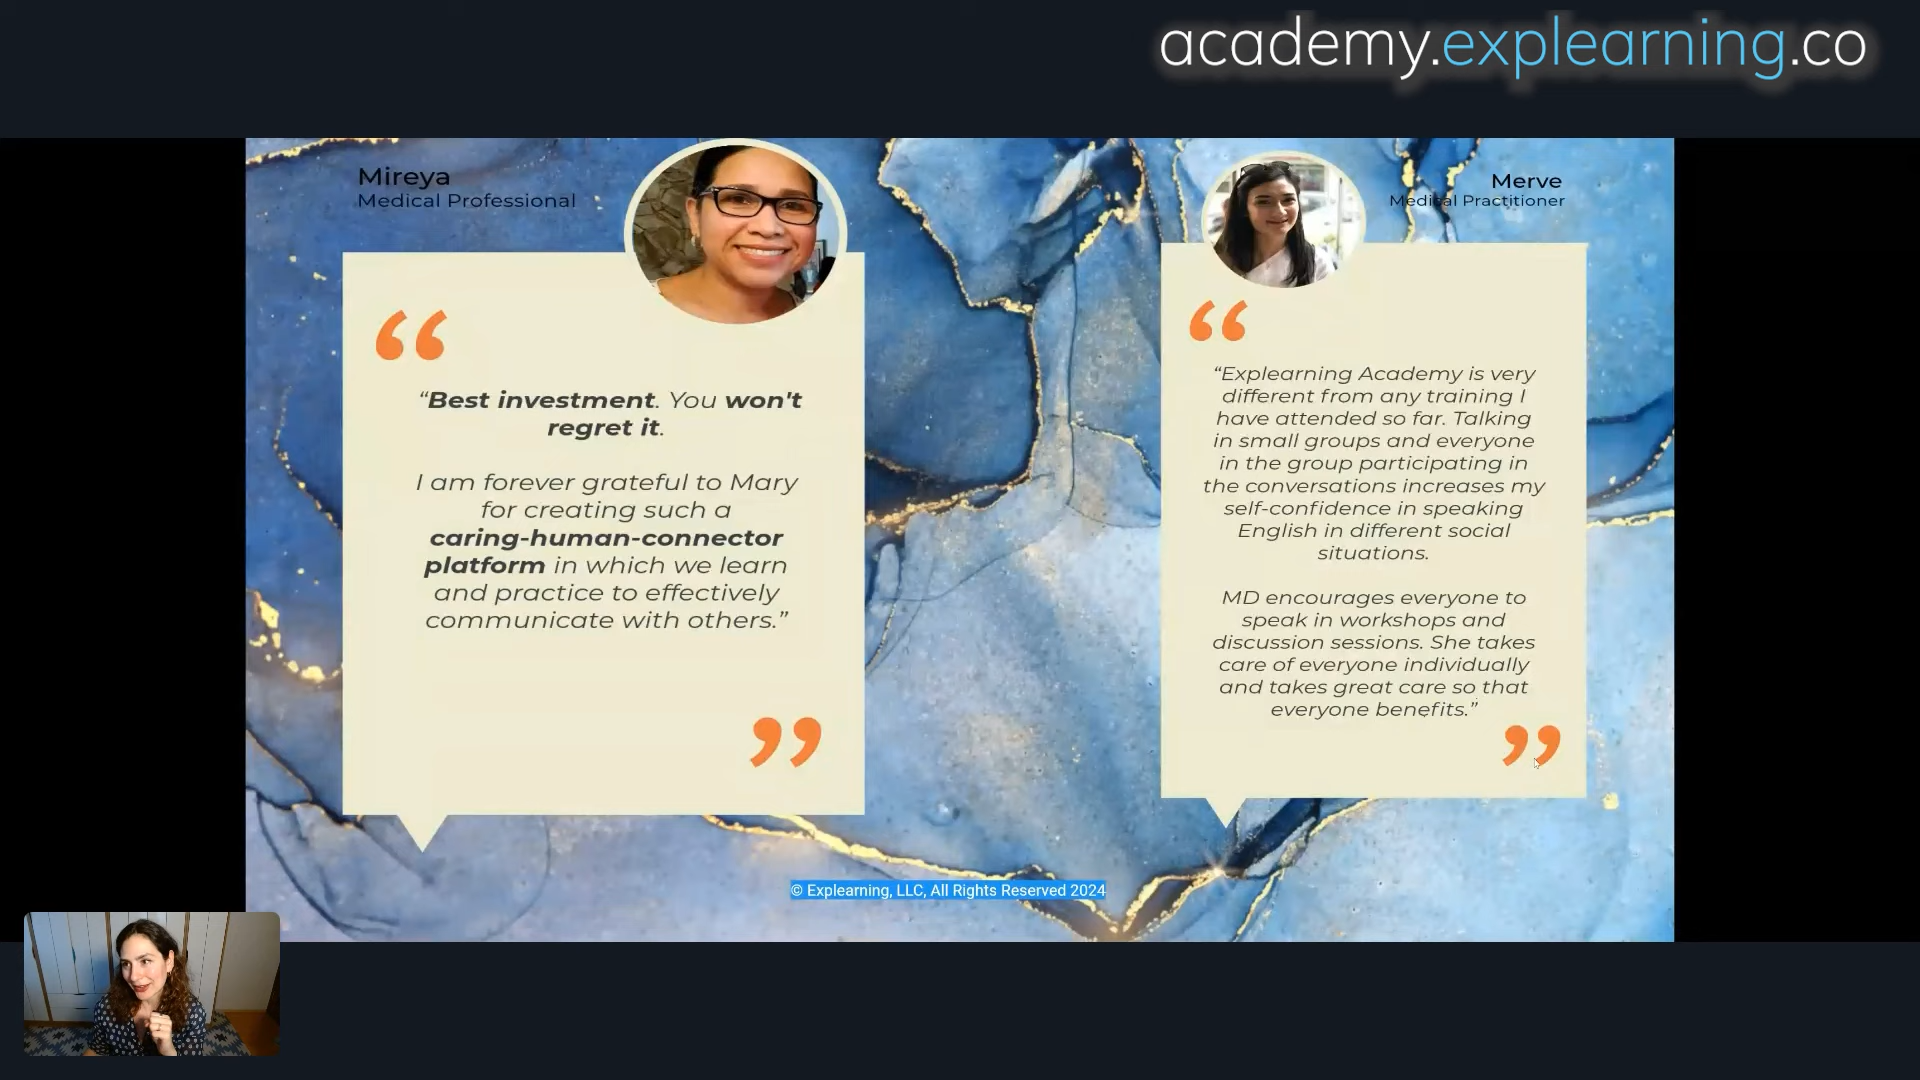 academy.explearning.co
Mireya
Medical Professional
“Best investment. You won't
regret it.
I am forever grateful to Mary
for creating such a
caring-human-connector
platform in which we learn
and practice to effectively
communicate with others.”
Merve
Medical Practitioner
“Explearning Academy is very
different from any training I
have attended so far. Talking
in small groups and everyone
in the group participating in
the conversations increases my
self-confidence in speaking
English in different social
situations.
MD encourages everyone to
speak in workshops and
discussion sessions. She takes
care of everyone individually
and takes great care so that
everyone benefits.”
© Explearning, LLC, All Rights Reserved 2024